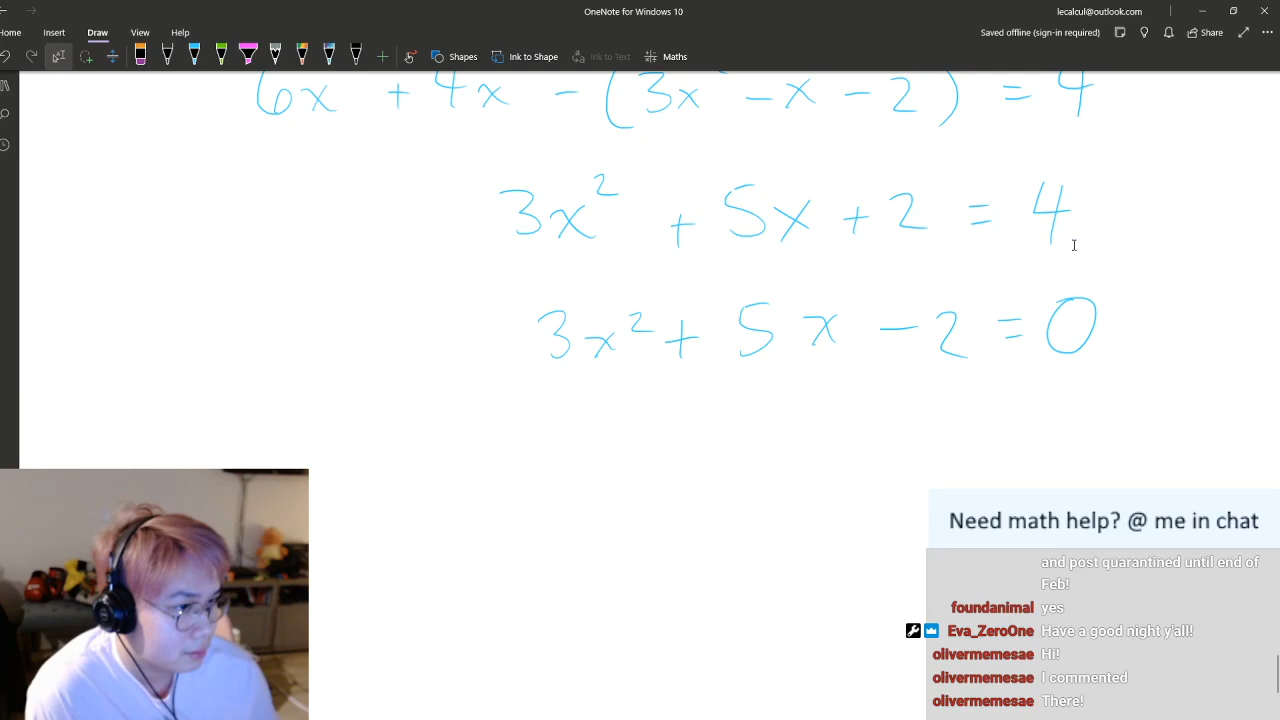 OneNote for Windows 10
lecalcul@outlook.com
Home Insert Draw View Help
Saved offline (sign-in required) Share
Shapes Ink to Shape Ink to Text Maths
6x + 4x - (3x² - x - 2) = 4
3x² + 5x + 2 = 4
3x² + 5x - 2 = 0
Need math help? @ me in chat
and post quarantined until end of
Feb!
foundanimal yes
Eva_ZeroOne Have a good night y'all!
olivermemesae Hi!
olivermemesae I commented
olivermemesae There!